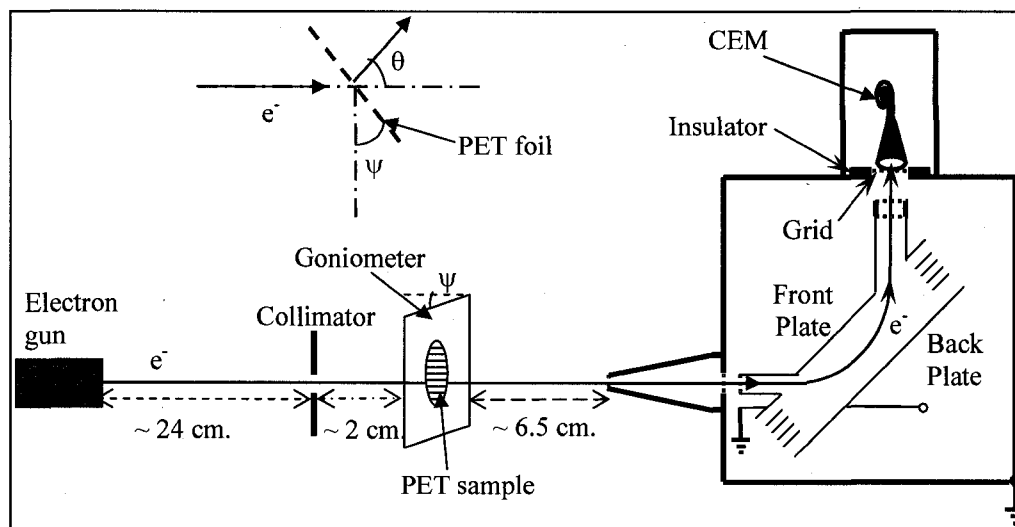 θ
e⁻
PET foil
ψ
CEM
Insulator
Grid
Goniometer
ψ
Electron
gun
Collimator
e⁻
Front
Plate
e⁻
Back
Plate
~ 24 cm.
~ 2 cm.
~ 6.5 cm.
PET sample